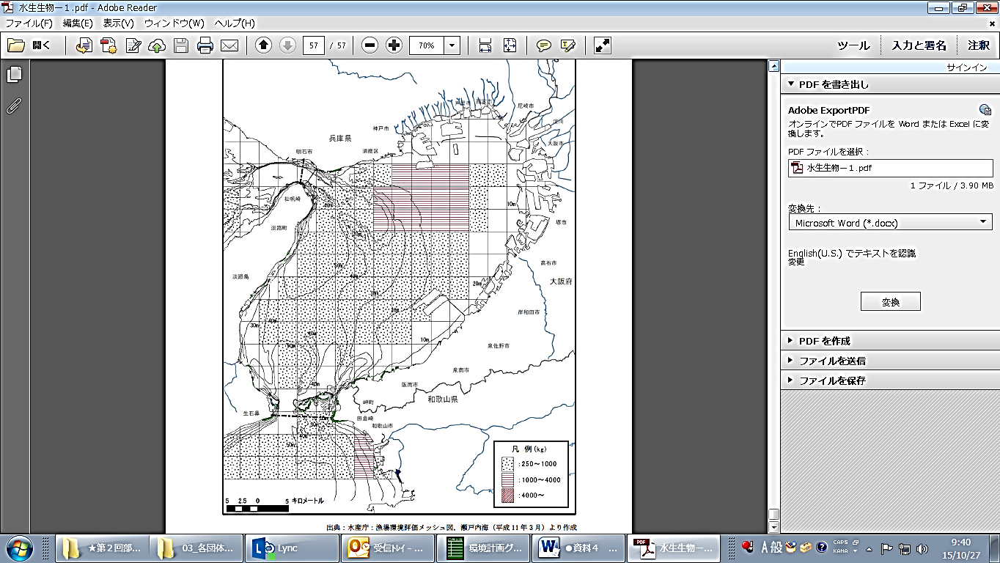 水生生物－1.pdf - Adobe Reader
ファイル(F) 編集(E) 表示(V) ウィンドウ(W) ヘルプ(H)
開く
57 / 57
70%
ツール
入力と署名
注釈
サインイン
PDF を書き出し
Adobe ExportPDF
オンラインでPDF ファイルを Word または Excel に変
換します。
PDF ファイルを選択:
水生生物－1.pdf
1 ファイル / 3.90 MB
変換先:
Microsoft Word (*.docx)
English(U.S.) でテキストを認識
変更
変換
PDF を作成
ファイルを送信
ファイルを保存
尼崎市
淀川
神戸市
兵庫県
大阪市
明石市
須磨区
松帆崎
10m
淡路町
堺市
高石市
淡路島
大阪府
20m
岸和田市
30m
10m
泉佐野市
泉南市
阪南市
和歌山県
岬町
生石鼻
田倉崎
和歌山市
50m
凡 例(kg)
:250～1000
:1000～4000
:4000～
5 2.5 0 5 キロメートル
出典：水産庁：漁場環境評価メッシュ図，瀬戸内海（平成11年3月）より作成
★第２回部...
03_各団体...
Lync
受信トレイ - ...
環境計画グ...
●資料４ ...
水生生物－...
A 般
CAPS
KANA
9:40
15/10/27